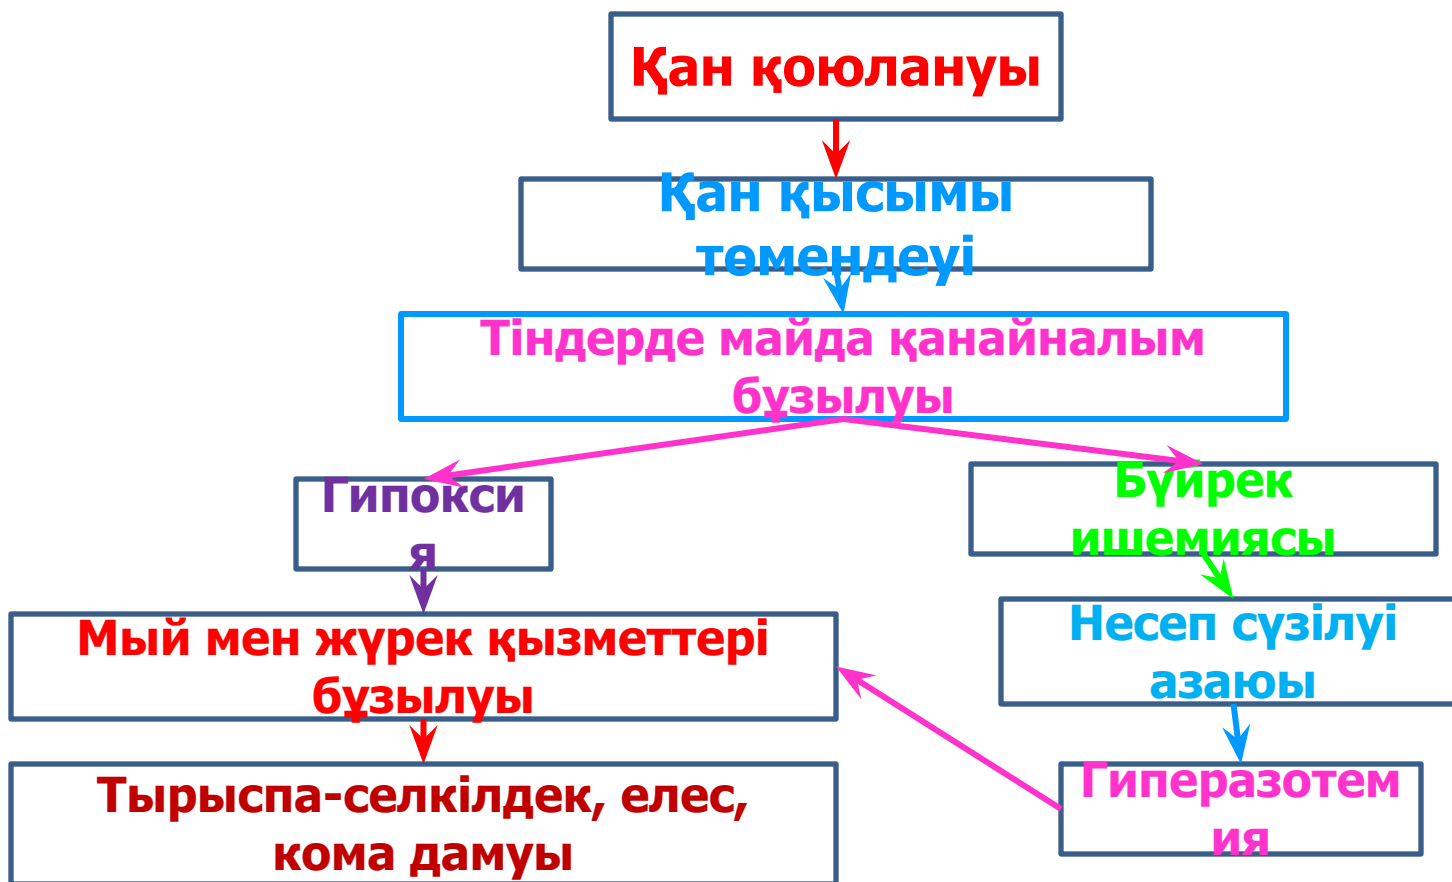 Қан қоюлануы
Қан қысымы
төмендеуі
Тіндерде майда қанайналым
бұзылуы
Гипокси
я
Бүйрек
ишемиясы
Мый мен жүрек қызметтері
бұзылуы
Несеп сүзілуі
азаюы
Тырыспа-селкілдек, елес,
кома дамуы
Гиперазотем
ия